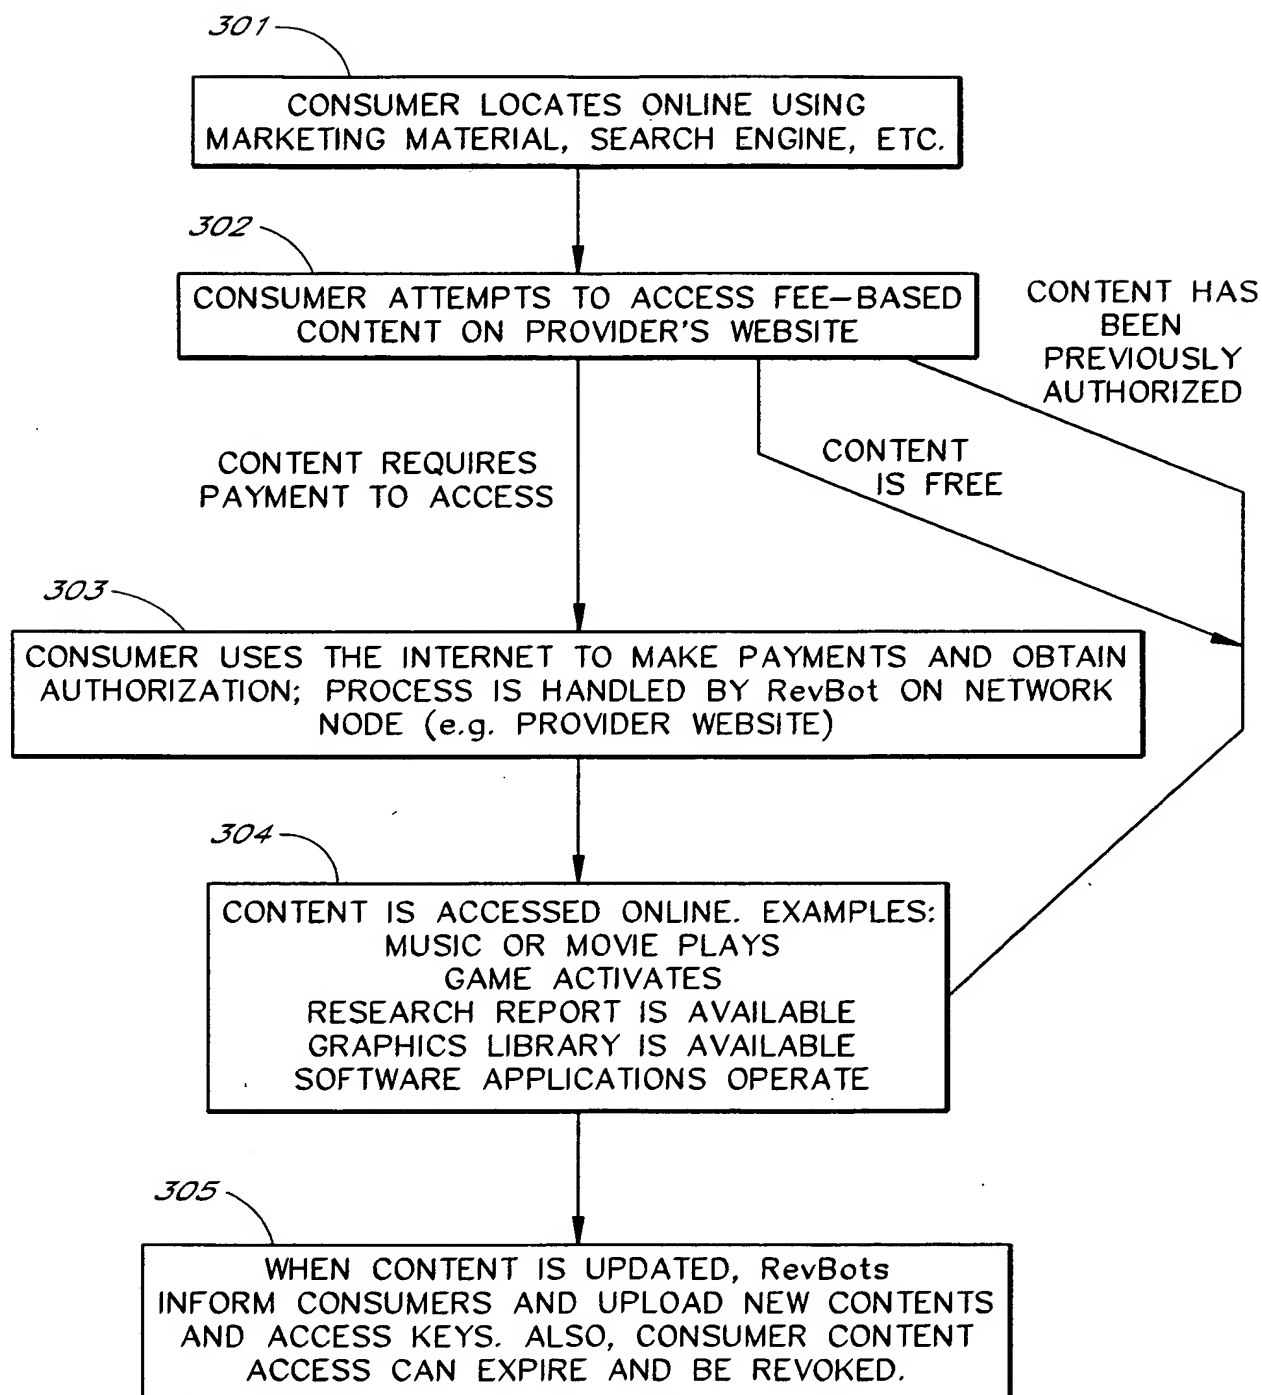 301
CONSUMER LOCATES ONLINE USING
MARKETING MATERIAL, SEARCH ENGINE, ETC.
302
CONSUMER ATTEMPTS TO ACCESS FEE–BASED
CONTENT ON PROVIDER'S WEBSITE
CONTENT HAS
BEEN
PREVIOUSLY
AUTHORIZED
CONTENT REQUIRES
PAYMENT TO ACCESS
CONTENT
IS FREE
303
CONSUMER USES THE INTERNET TO MAKE PAYMENTS AND OBTAIN
AUTHORIZATION; PROCESS IS HANDLED BY RevBot ON NETWORK
NODE (e.g. PROVIDER WEBSITE)
304
CONTENT IS ACCESSED ONLINE. EXAMPLES:
MUSIC OR MOVIE PLAYS
GAME ACTIVATES
RESEARCH REPORT IS AVAILABLE
GRAPHICS LIBRARY IS AVAILABLE
SOFTWARE APPLICATIONS OPERATE
305
WHEN CONTENT IS UPDATED, RevBots
INFORM CONSUMERS AND UPLOAD NEW CONTENTS
AND ACCESS KEYS. ALSO, CONSUMER CONTENT
ACCESS CAN EXPIRE AND BE REVOKED.